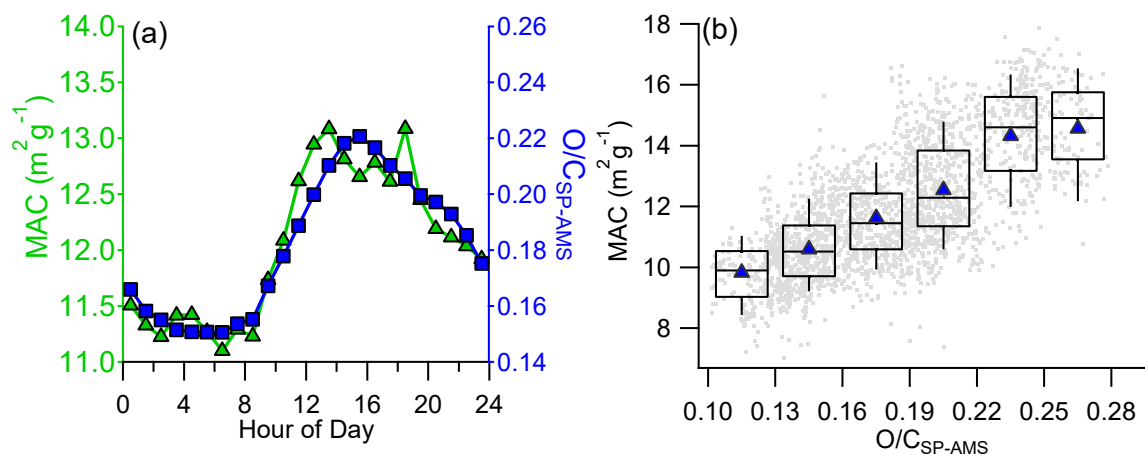 (a)
MAC (m² g⁻¹)
14.0
13.5
13.0
12.5
12.0
11.5
11.0
0.26
0.24
0.22
0.20
0.18
0.16
0.14
O/C_SP-AMS
0 4 8 12 16 20 24
Hour of Day
(b)
MAC (m² g⁻¹)
18
16
14
12
10
8
0.10 0.13 0.16 0.19 0.22 0.25 0.28
O/C_SP-AMS